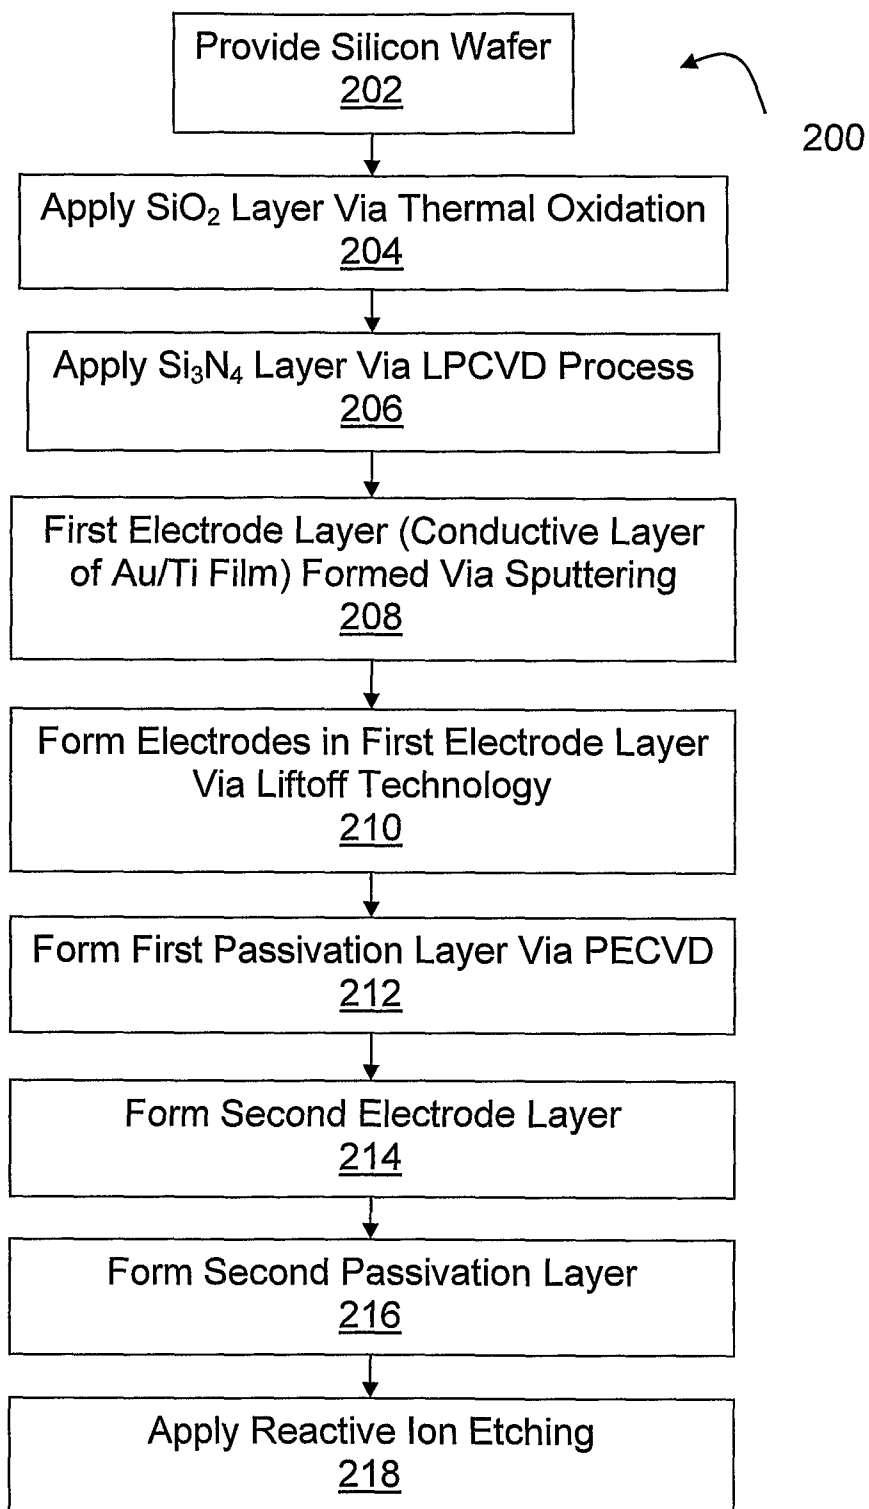 Provide Silicon Wafer
202
200
Apply SiO₂ Layer Via Thermal Oxidation
204
Apply Si₃N₄ Layer Via LPCVD Process
206
First Electrode Layer (Conductive Layer
of Au/Ti Film) Formed Via Sputtering
208
Form Electrodes in First Electrode Layer
Via Liftoff Technology
210
Form First Passivation Layer Via PECVD
212
Form Second Electrode Layer
214
Form Second Passivation Layer
216
Apply Reactive Ion Etching
218